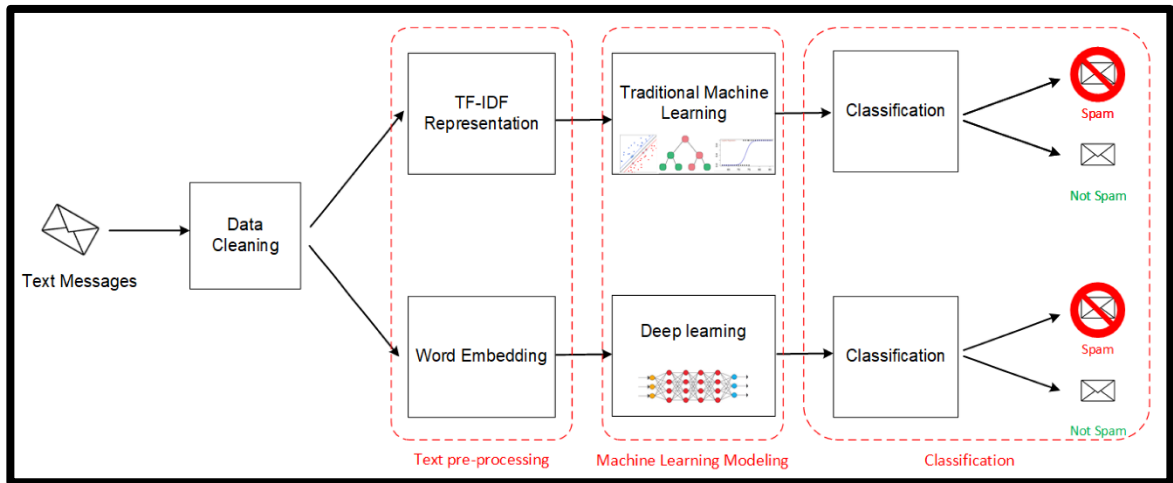 Text Messages
Data
Cleaning
TF-IDF
Representation
Word Embedding
Text pre-processing
Traditional Machine
Learning
Deep learning
Machine Learning Modeling
Classification
Spam
Not Spam
Classification
Spam
Not Spam
Classification